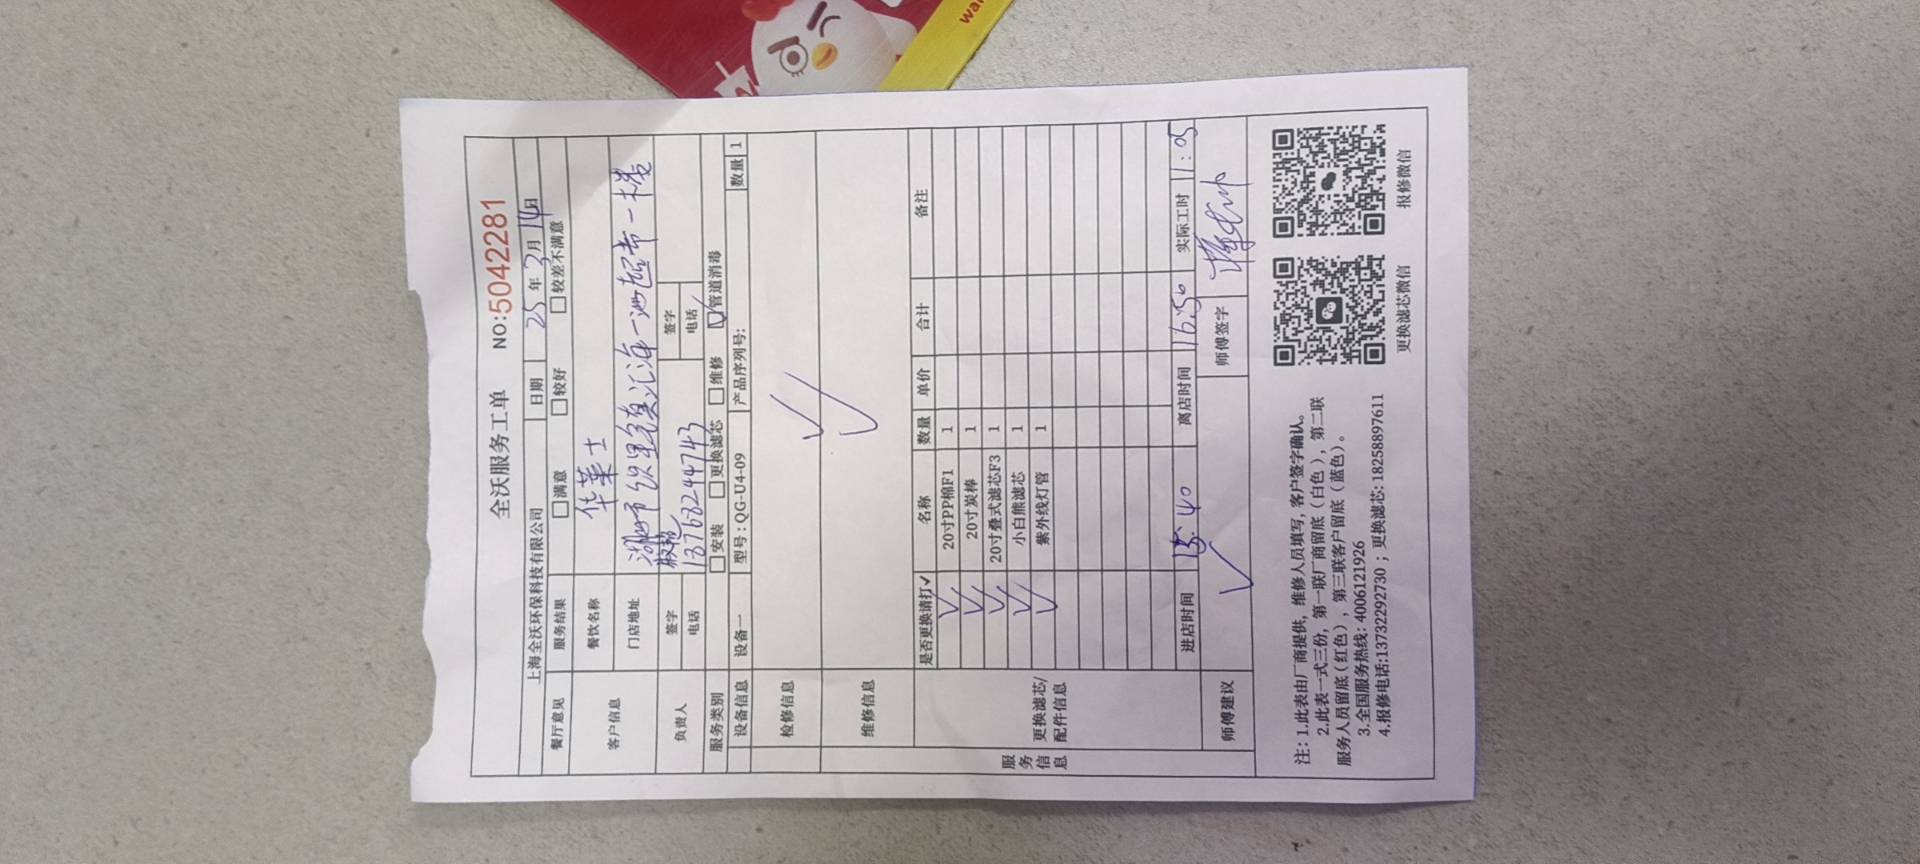 全沃服务工单 NO:5042281
上海全沃环保科技有限公司 日期 25年3月14日
餐厅意见 服务结果 □满意 □较好 □较差不满意
客户信息 餐饮名称 华莱士
门店地址
负责人 签字 签字
电话 13768244743 电话
服务类别 □安装 □更换滤芯 □维修 ☑管道消毒
设备信息 设备一 型号:QG-U4-09 产品序列号: 数量 1
检修信息 ✓
维修信息 ✓
服务信息
更换滤芯/配件信息
是否更换请打✓ 名称 数量 单价 合计 备注
✓ 20寸PP棉F1 1
✓ 20寸炭棒 1
✓ 20寸叠式滤芯F3 1
✓ 小白熊滤芯 1
✓ 紫外线灯管 1
进店时间 15:40 离店时间 16:50 实际工时 1:05
师傅建议 ✓ 师傅签字
注: 1.此表由厂商提供, 维修人员填写, 客户签字确认。
2.此表一式三份, 第一联厂商留底 (白色), 第二联
服务人员留底 (红色), 第三联客户留底 (蓝色)。
3.全国服务热线: 4006121926
4.报修电话:13732292730 ; 更换滤芯: 18258897611
更换滤芯微信 报修微信